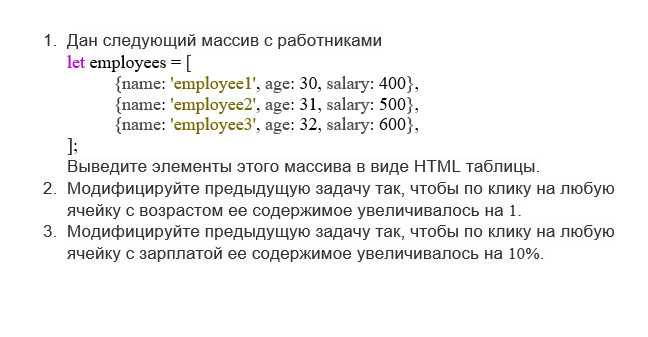 1. Дан следующий массив с работниками
let employees = [
{name: 'employee1', age: 30, salary: 400},
{name: 'employee2', age: 31, salary: 500},
{name: 'employee3', age: 32, salary: 600},
];
Выведите элементы этого массива в виде HTML таблицы.
2. Модифицируйте предыдущую задачу так, чтобы по клику на любую
ячейку с возрастом ее содержимое увеличивалось на 1.
3. Модифицируйте предыдущую задачу так, чтобы по клику на любую
ячейку с зарплатой ее содержимое увеличивалось на 10%.